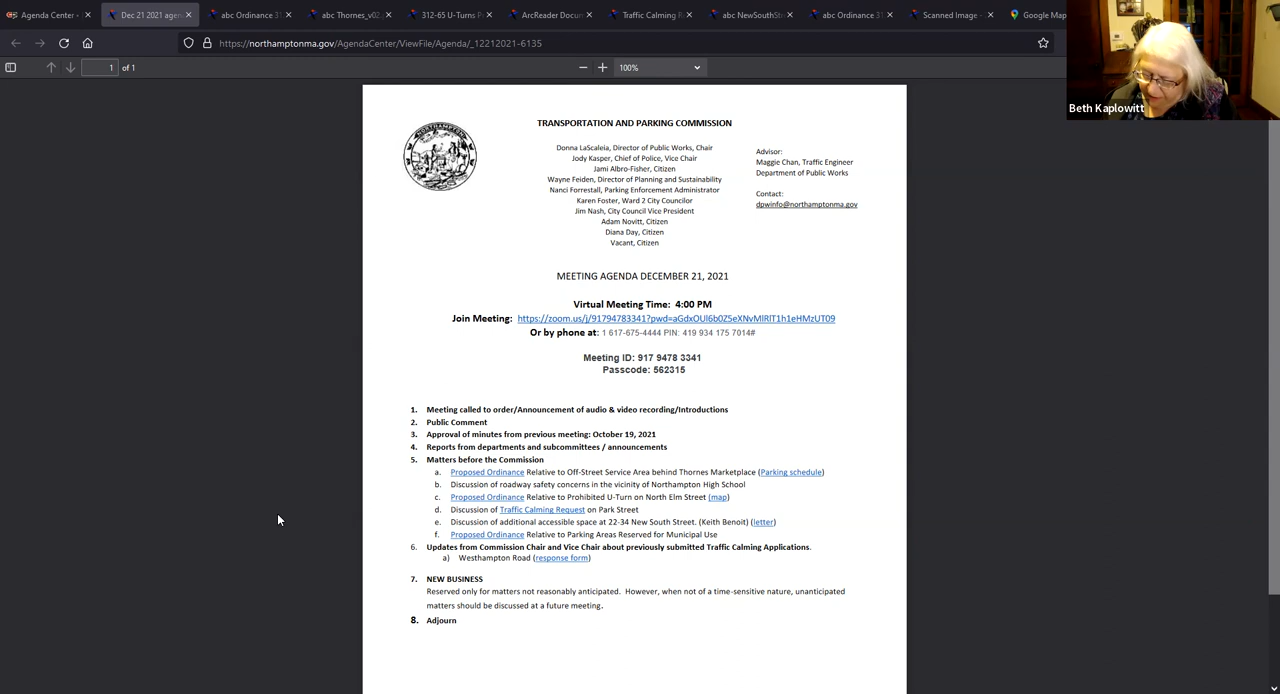 Agenda Center -
Dec 21 2021 agen
abc Ordinance 31
abc Thornes_v02.
312-65 U-Turns P
ArcReader Docu
Traffic Calming R
abc NewSouthStr
abc Ordinance 31
Scanned Image -
Google Map
https://northamptonma.gov/AgendaCenter/ViewFile/Agenda/_12212021-6135
1 of 1
100%
Beth Kaplowitt
TRANSPORTATION AND PARKING COMMISSION
Donna LaScaleia, Director of Public Works, Chair
Jody Kasper, Chief of Police, Vice Chair
Jami Albro-Fisher, Citizen
Wayne Feiden, Director of Planning and Sustainability
Nanci Forrestall, Parking Enforcement Administrator
Karen Foster, Ward 2 City Councilor
Jim Nash, City Council Vice President
Adam Novitt, Citizen
Diana Day, Citizen
Vacant, Citizen
Advisor:
Maggie Chan, Traffic Engineer
Department of Public Works
Contact:
dpwinfo@northamptonma.gov
MEETING AGENDA DECEMBER 21, 2021
Virtual Meeting Time: 4:00 PM
Join Meeting: https://zoom.us/j/91794783341?pwd=aGdxOUl6b0Z5eXNvMlRlT1h1eHMzUT09
Or by phone at: 1 617-675-4444 PIN: 419 934 175 7014#
Meeting ID: 917 9478 3341
Passcode: 562315
1. Meeting called to order/Announcement of audio & video recording/Introductions
2. Public Comment
3. Approval of minutes from previous meeting: October 19, 2021
4. Reports from departments and subcommittees / announcements
5. Matters before the Commission
a. Proposed Ordinance Relative to Off-Street Service Area behind Thornes Marketplace (Parking schedule)
b. Discussion of roadway safety concerns in the vicinity of Northampton High School
c. Proposed Ordinance Relative to Prohibited U-Turn on North Elm Street (map)
d. Discussion of Traffic Calming Request on Park Street
e. Discussion of additional accessible space at 22-34 New South Street. (Keith Benoit) (letter)
f. Proposed Ordinance Relative to Parking Areas Reserved for Municipal Use
6. Updates from Commission Chair and Vice Chair about previously submitted Traffic Calming Applications.
a) Westhampton Road (response form)
7. NEW BUSINESS
Reserved only for matters not reasonably anticipated. However, when not of a time-sensitive nature, unanticipated
matters should be discussed at a future meeting.
8. Adjourn